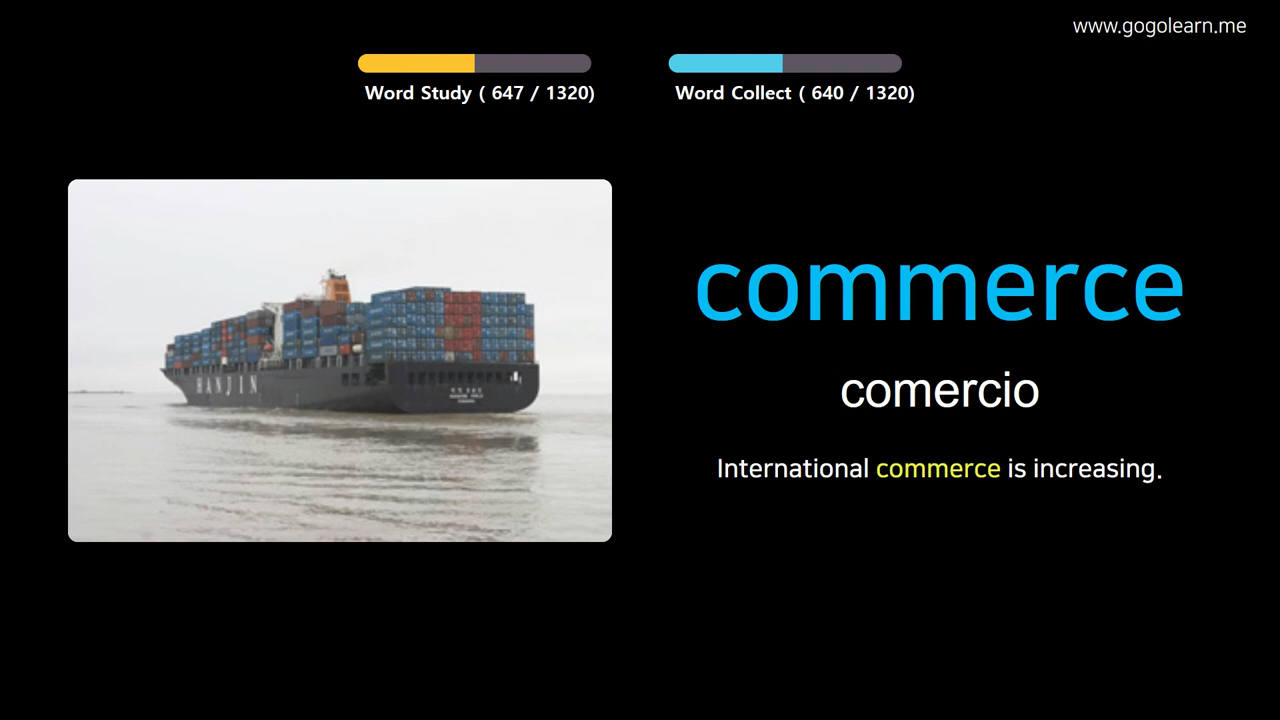 www.gogolearn.me
Word Study ( 647 / 1320)
Word Collect ( 640 / 1320)
commerce
comercio
International commerce is increasing.
HANJIN